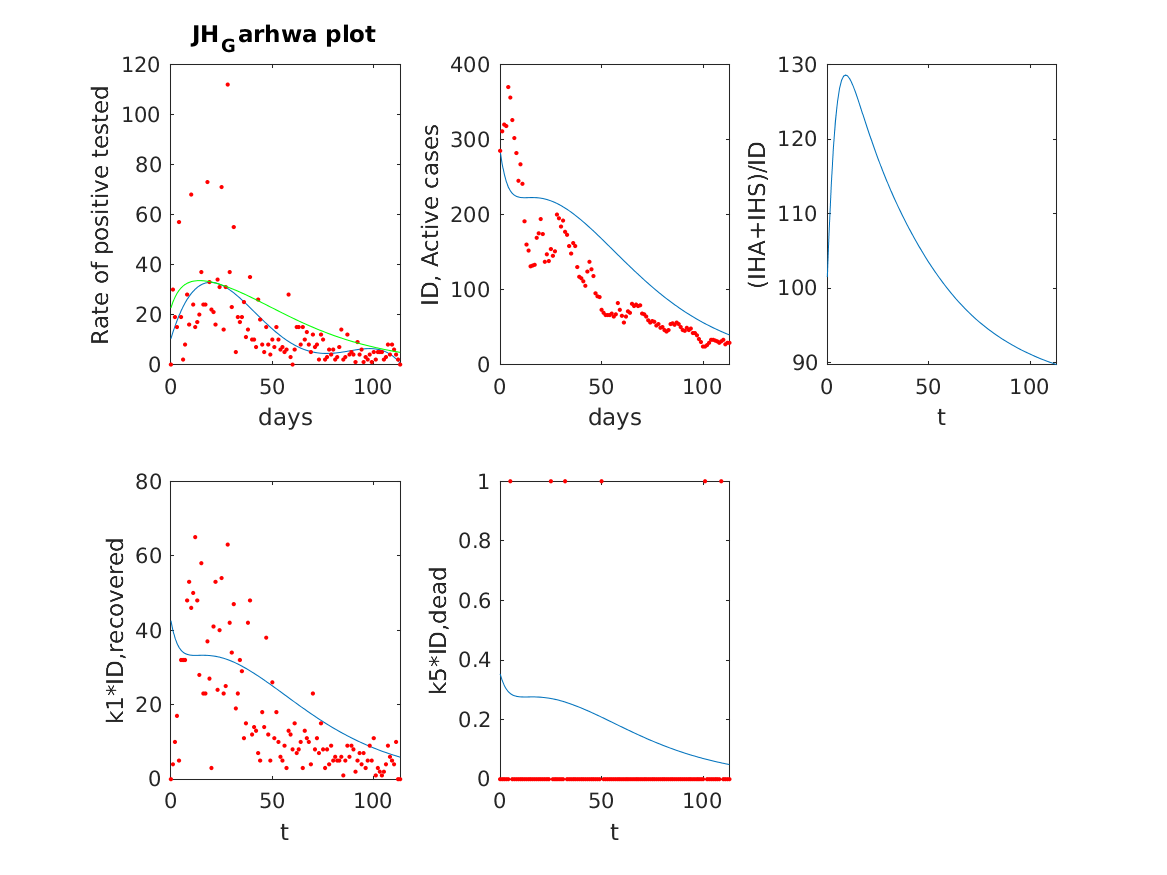 JH_Garhwa plot
120
100
80
60
40
20
0
Rate of positive tested
0 50 100
days
400
300
200
100
0
ID, Active cases
0 50 100
days
130
120
110
100
90
(IHA+IHS)/ID
0 50 100
t
80
60
40
20
0
k1*ID,recovered
0 50 100
t
1
0.8
0.6
0.4
0.2
0
k5*ID,dead
0 50 100
t